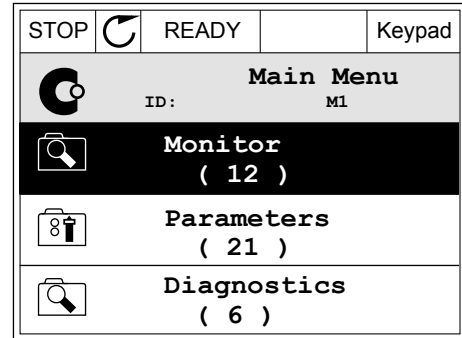 STOP READY Keypad
Main Menu
ID: M1
Monitor
( 12 )
Parameters
( 21 )
Diagnostics
( 6 )